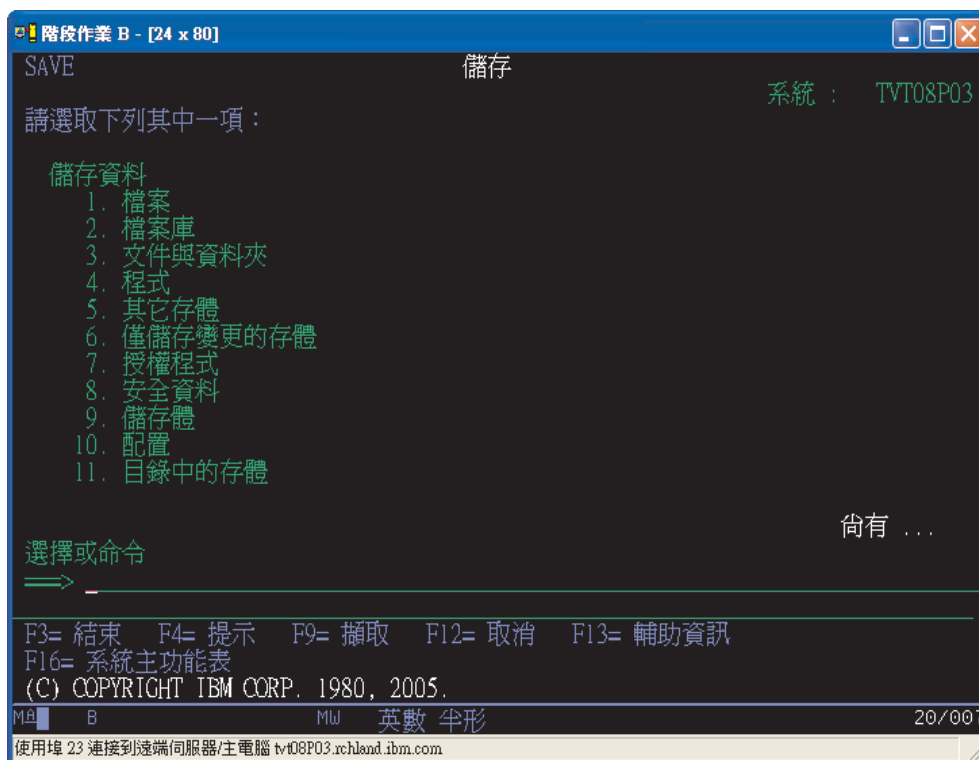 階段作業 B - [24 x 80]
SAVE 儲存
系統 : TVT08P03
請選取下列其中一項：
儲存資料
1. 檔案
2. 檔案庫
3. 文件與資料夾
4. 程式
5. 其它存體
6. 僅儲存變更的存體
7. 授權程式
8. 安全資料
9. 儲存體
10. 配置
11. 目錄中的存體
尚有 ...
選擇或命令
===> _
F3= 結束 F4= 提示 F9= 擷取 F12= 取消 F13= 輔助資訊
F16= 系統主功能表
(C) COPYRIGHT IBM CORP. 1980, 2005.
MA B MW 英數 半形 20/007
使用埠 23 連接到遠端伺服器/主電腦 tvt08P03.rchland.ibm.com